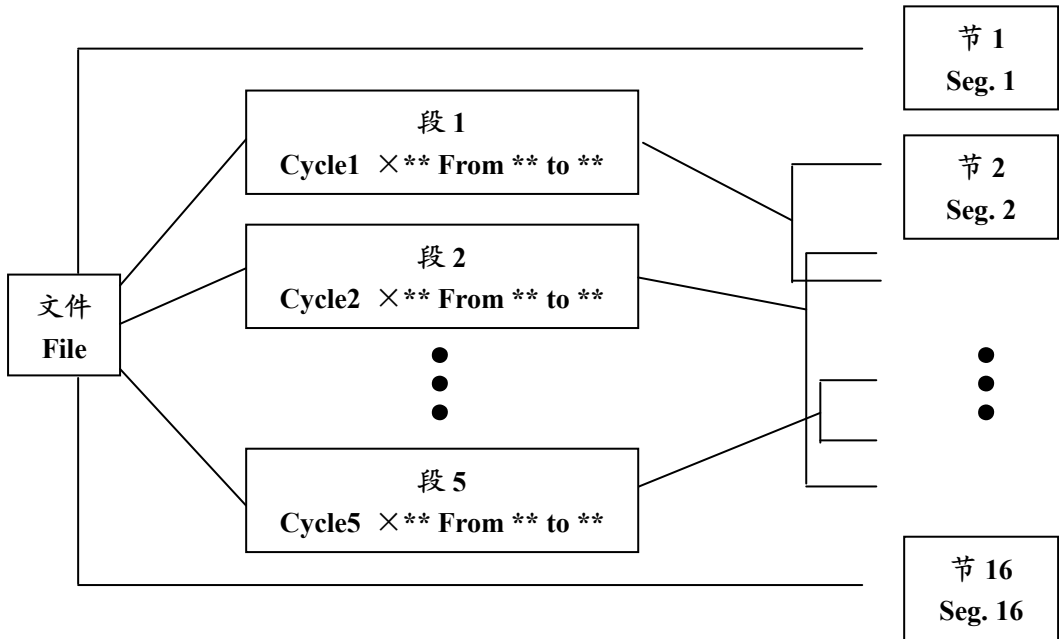 节 1
Seg. 1
段 1
Cycle1 ×** From ** to **
节 2
Seg. 2
段 2
Cycle2 ×** From ** to **
文件
File
段 5
Cycle5 ×** From ** to **
节 16
Seg. 16